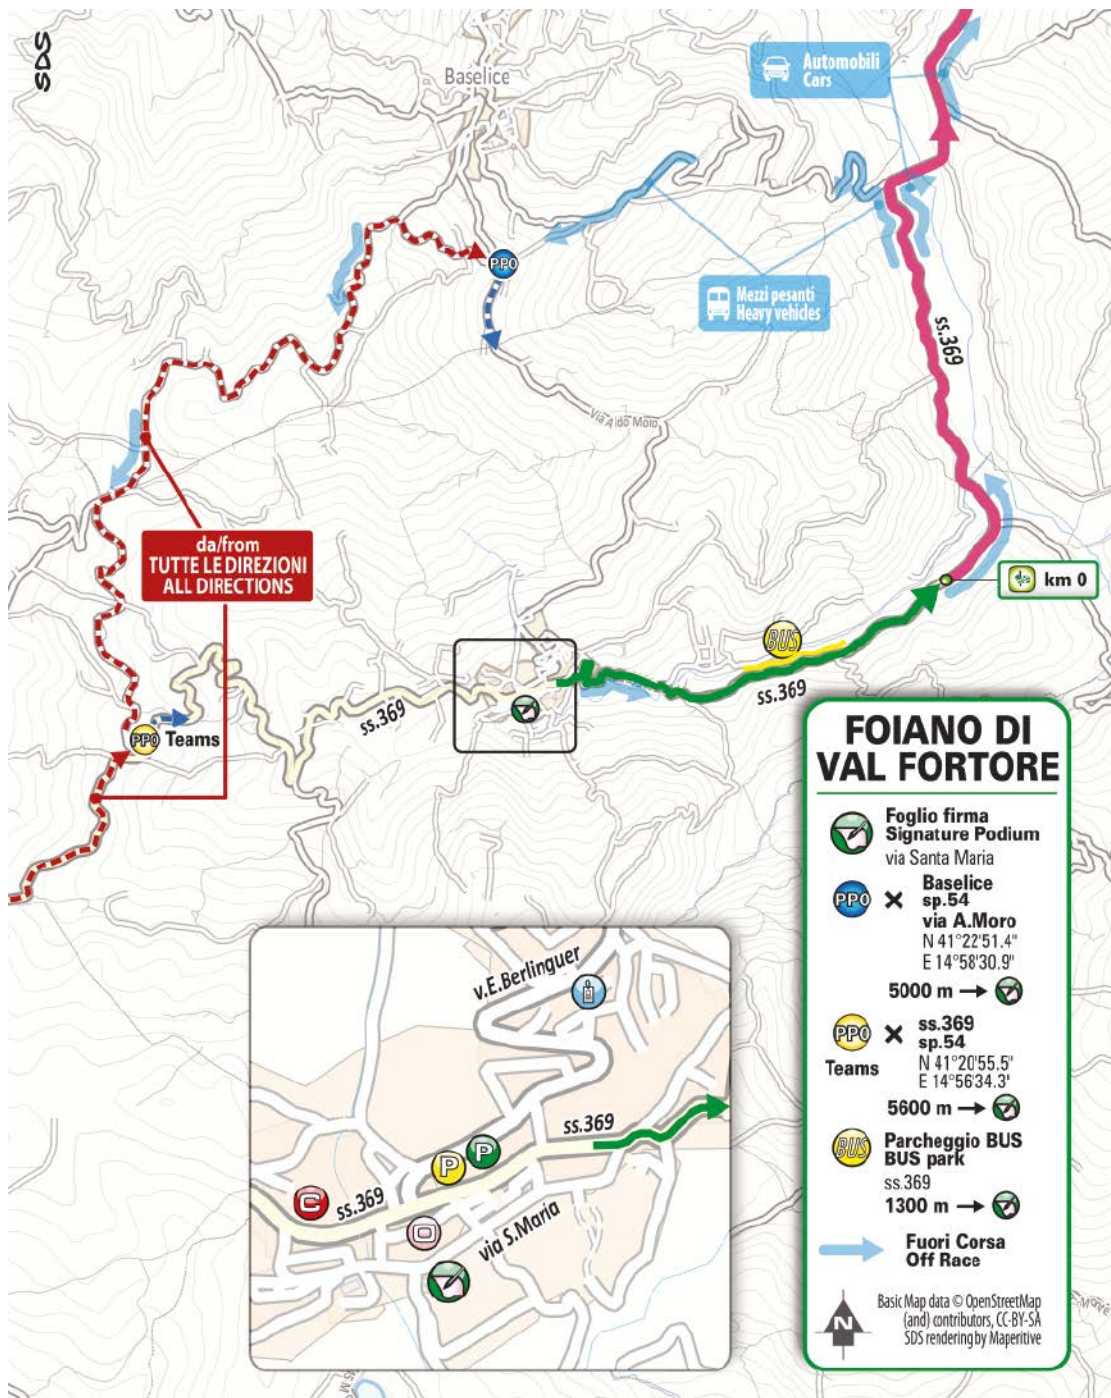 SDS
Baselice
Automobili
Cars
PPO
Mezzi pesanti
Heavy vehicles
ss.369
Via Aldo Moro
da/from
TUTTE LE DIREZIONI
ALL DIRECTIONS
km 0
BUS
ss.369
ss.369
PPO Teams
FOIANO DI
VAL FORTORE
Foglio firma
Signature Podium
via Santa Maria
PPO
Baselice
sp.54
via A.Moro
N 41°22'51.4"
E 14°58'30.9"
5000 m
PPO
Teams
ss.369
sp.54
N 41°20'55.5"
E 14°56'34.3"
5600 m
BUS
Parcheggio BUS
BUS park
ss.369
1300 m
Fuori Corsa
Off Race
N
Basic Map data © OpenStreetMap
(and) contributors, CC-BY-SA
SDS rendering by Maperitive
v.E.Berlinguer
ss.369
P
P
C
ss.369
O
via S.Maria